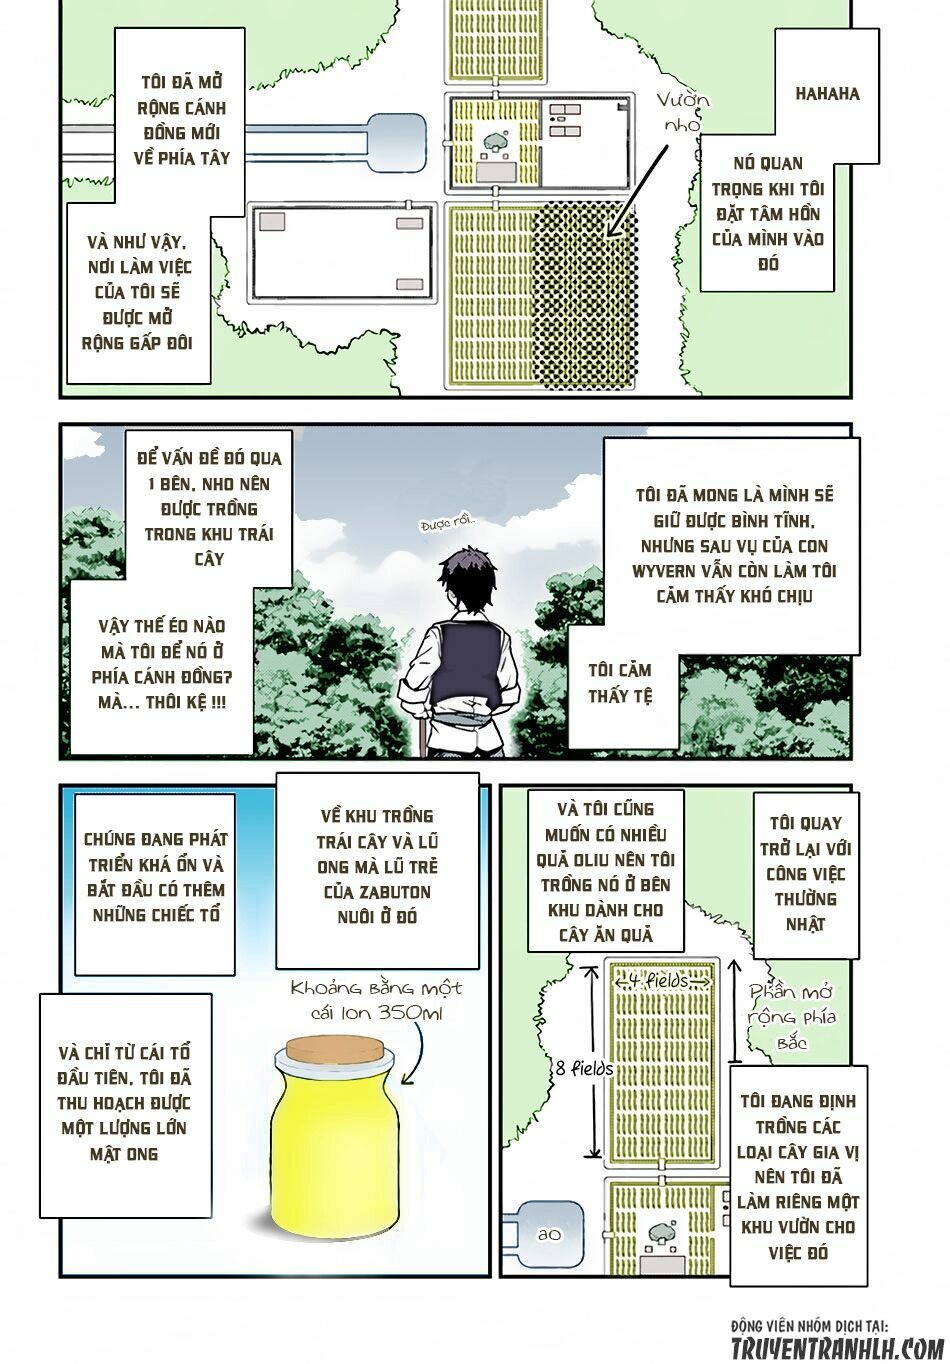 HAHAHA
NÓ QUAN
TRỌNG KHI TÔI
ĐẶT TÂM HỒN
CỦA MÌNH VÀO
ĐÓ
Vườn
nho
TÔI ĐÃ MỞ
RỘNG CÁNH
ĐỒNG MỚI
VỀ PHÍA TÂY
VÀ NHƯ VẬY,
NƠI LÀM VIỆC
CỦA TÔI SẼ
ĐƯỢC MỞ
RỘNG GẤP ĐÔI
TÔI ĐÃ MONG LÀ MÌNH SẼ
GIỮ ĐƯỢC BÌNH TĨNH,
NHƯNG SAU VỤ CỦA CON
WYVERN VẪN CÒN LÀM TÔI
CẢM THẤY KHÓ CHỊU
TÔI CẢM
THẤY TỆ
Được rồi..
ĐỂ VẤN ĐỀ ĐÓ QUA
1 BÊN, NHO NÊN
ĐƯỢC TRỒNG
TRONG KHU TRÁI
CÂY
VẬY THẾ ÉO NÀO
MÀ TÔI ĐỂ NÓ Ở
PHÍA CÁNH ĐỒNG?
MÀ... THÔI KỆ !!!
TÔI QUAY
TRỞ LẠI VỚI
CÔNG VIỆC
THƯỜNG
NHẬT
VÀ TÔI CŨNG
MUỐN CÓ NHIỀU
QUẢ OLIU NÊN TÔI
TRỒNG NÓ Ở BÊN
KHU DÀNH CHO
CÂY ĂN QUẢ
4 fields
8 fields
Phần mở
rộng phía
Bắc
TÔI ĐANG ĐỊNH
TRỒNG CÁC
LOẠI CÂY GIA VỊ
NÊN TÔI ĐÃ
LÀM RIÊNG MỘT
KHU VƯỜN CHO
VIỆC ĐÓ
ao
VỀ KHU TRỒNG
TRÁI CÂY VÀ LŨ
ONG MÀ LŨ TRẺ
CỦA ZABUTON
NUÔI Ở ĐÓ
CHÚNG ĐANG PHÁT
TRIỂN KHÁ ỔN VÀ
BẮT ĐẦU CÓ THÊM
NHỮNG CHIẾC TỔ
Khoảng bằng một
cái lon 350ml
VÀ CHỈ TỪ CÁI TỔ
ĐẦU TIÊN, TÔI ĐÃ
THU HOẠCH ĐƯỢC
MỘT LƯỢNG LỚN
MẬT ONG
ĐỘNG VIÊN NHÓM DỊCH TẠI:
TRUYENTRANHLH.COM